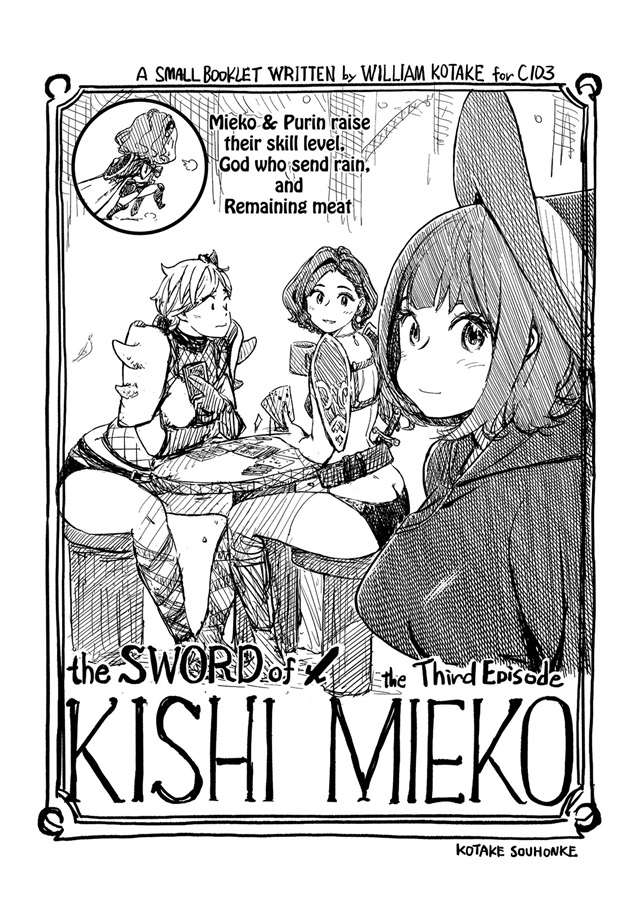 A SMALL BOOKLET WRITTEN by WILLIAM KOTAKE for C103
Mieko & Purin raise
their skill level,
God who send rain,
and
Remaining meat
the SWORD of
the Third Episode
KISHI MIEKO
KOTAKE SOUHONKE